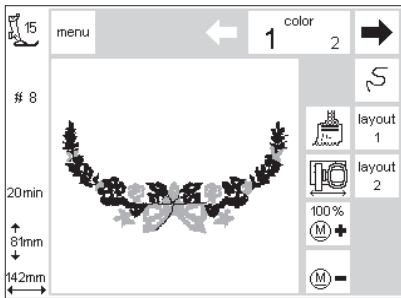 15
menu
color
1 2
# 8
layout
1
layout
2
20min
100%
M +
81mm
M -
142mm